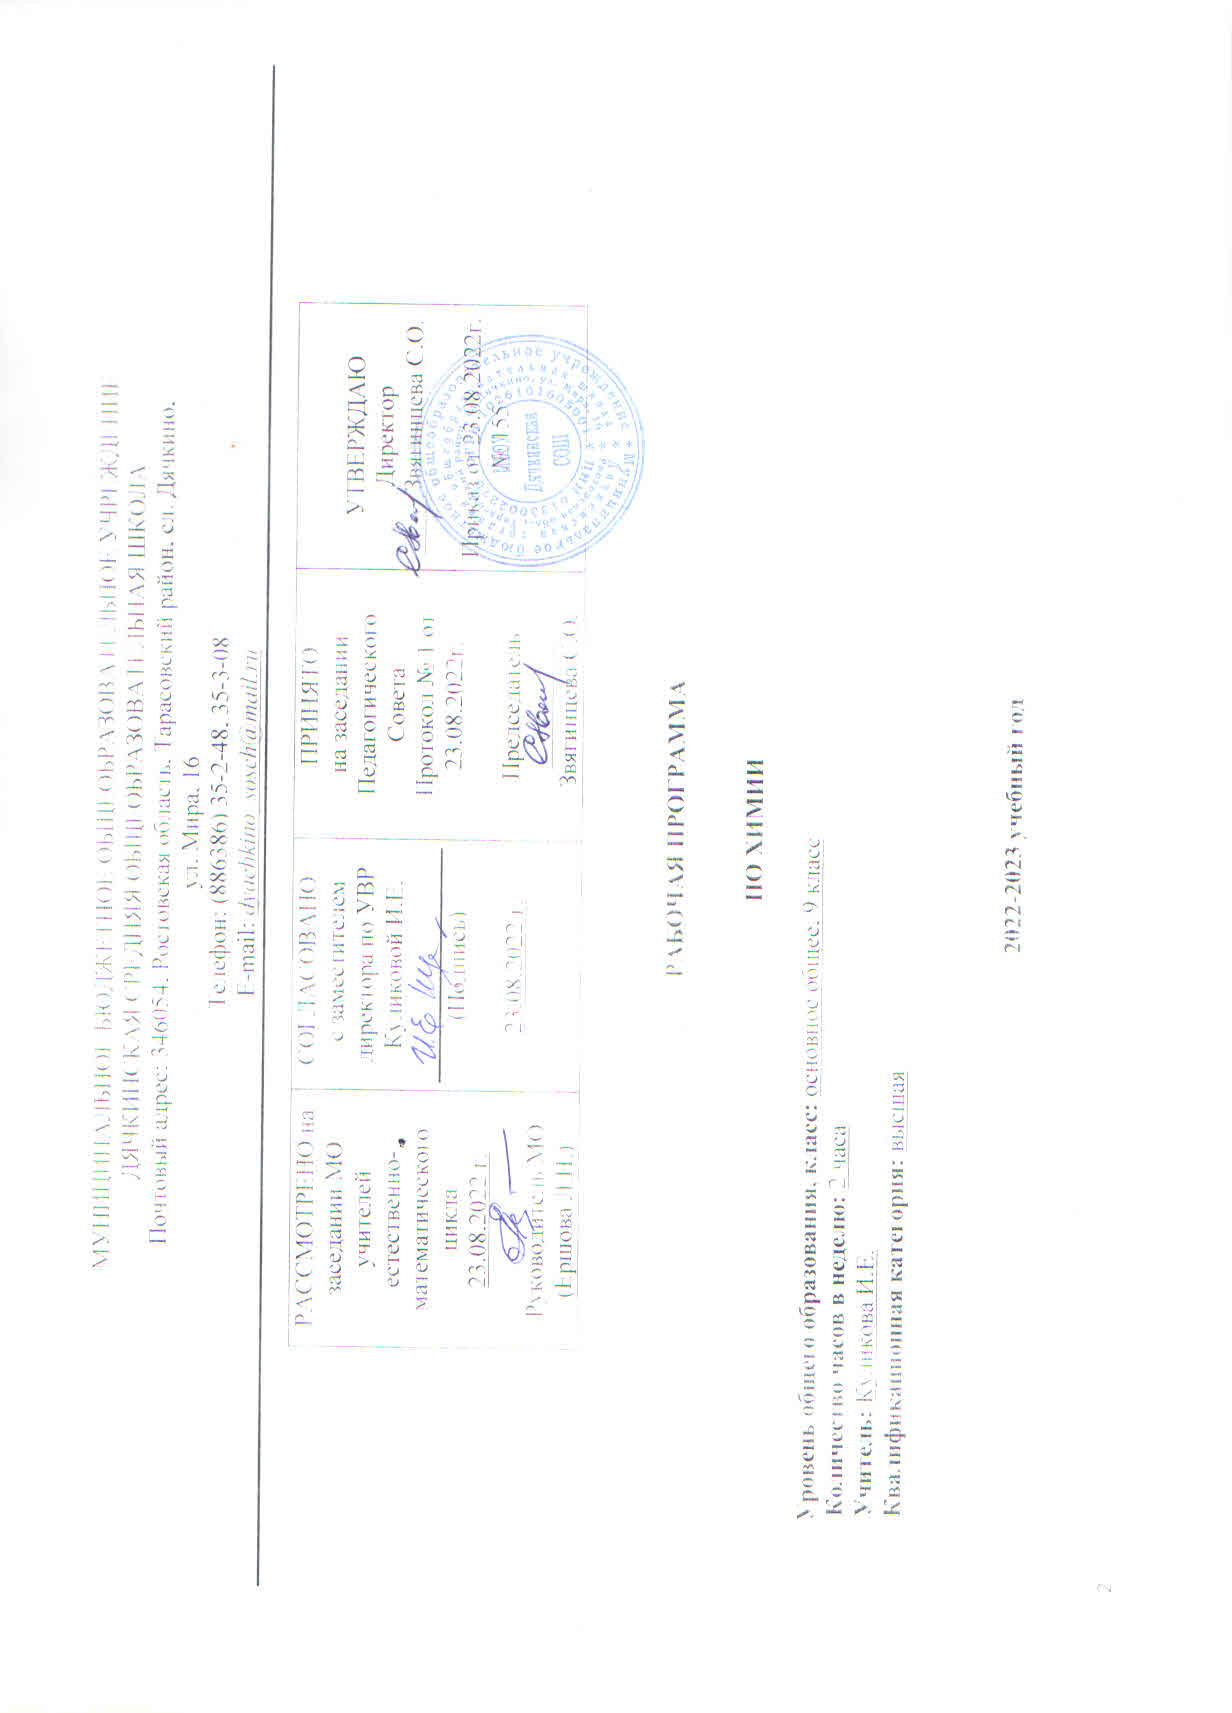 МУНИЦИПАЛЬНОЕ БЮДЖЕТНОЕ ОБЩЕОБРАЗОВАТЕЛЬНОЕ УЧРЕЖДЕНИЕ
ДЯЧКИНСКАЯ СРЕДНЯЯ ОБЩЕОБРАЗОВАТЕЛЬНАЯ ШКОЛА
Почтовый адрес: 346054, Ростовская область, Тарасовский район, сл. Дячкино,
ул. Мира, 16
Телефон: (886386) 35-2-48, 35-3-08
E-mail: dyachkino_sosch@mail.ru
РАССМОТРЕНО на
заседании МО
учителей
естественно-
математического
цикла
23.08.2022 г.
Руководитель МО
СОГЛАСОВАНО
с заместителем
директора по УВР
Куликовой И.Е.
(Подпись)
23.08.2022 г.
ПРИНЯТО
на заседании
Педагогического
Совета
Протокол № 1 от
23.08.2022г.
Председатель
Звягинцева С.О.
УТВЕРЖДАЮ
Директор
Звягинцева С.О.
Приказ от 23.08.2022г.
№ 55
ДЯЧКИНСКАЯ
СОШ
РАБОЧАЯ ПРОГРАММА
ПО ХИМИИ
Уровень общего образования, класс: основное общее, 9 класс
Количество часов в неделю: 2 часа
Учитель: Куликова И.Е.
Квалификационная категория: высшая
2022-2023 учебный год
2